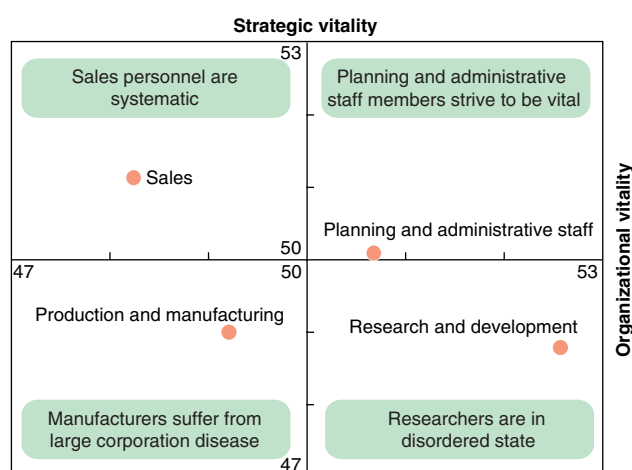 Strategic vitality
53
Sales personnel are
systematic
Planning and administrative
staff members strive to be vital
Sales
Planning and administrative staff
50
47
50
53
Organizational vitality
Production and manufacturing
Research and development
Manufacturers suffer from
large corporation disease
Researchers are in
disordered state
47